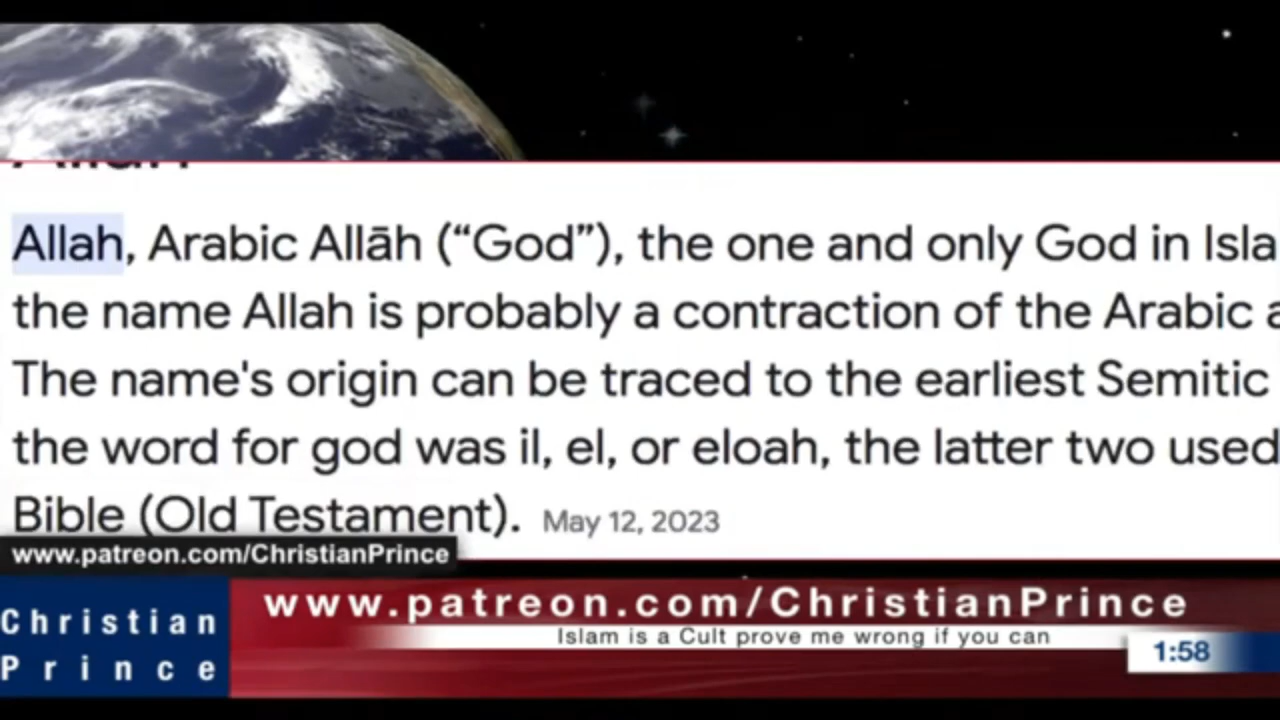 Allah, Arabic Allāh (“God”), the one and only God in Isla
the name Allah is probably a contraction of the Arabic a
The name's origin can be traced to the earliest Semitic
the word for god was il, el, or eloah, the latter two used
Bible (Old Testament). May 12, 2023
www.patreon.com/ChristianPrince
Christian
Prince
www.patreon.com/ChristianPrince
Islam is a Cult prove me wrong if you can
1:58